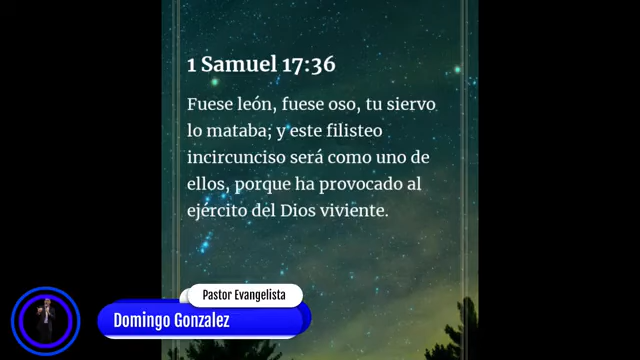 1 Samuel 17:36
Fuese león, fuese oso, tu siervo
lo mataba; y este filisteo
incircunciso será como uno de
ellos, porque ha provocado al
ejército del Dios viviente.
Pastor Evangelista
Domingo Gonzalez